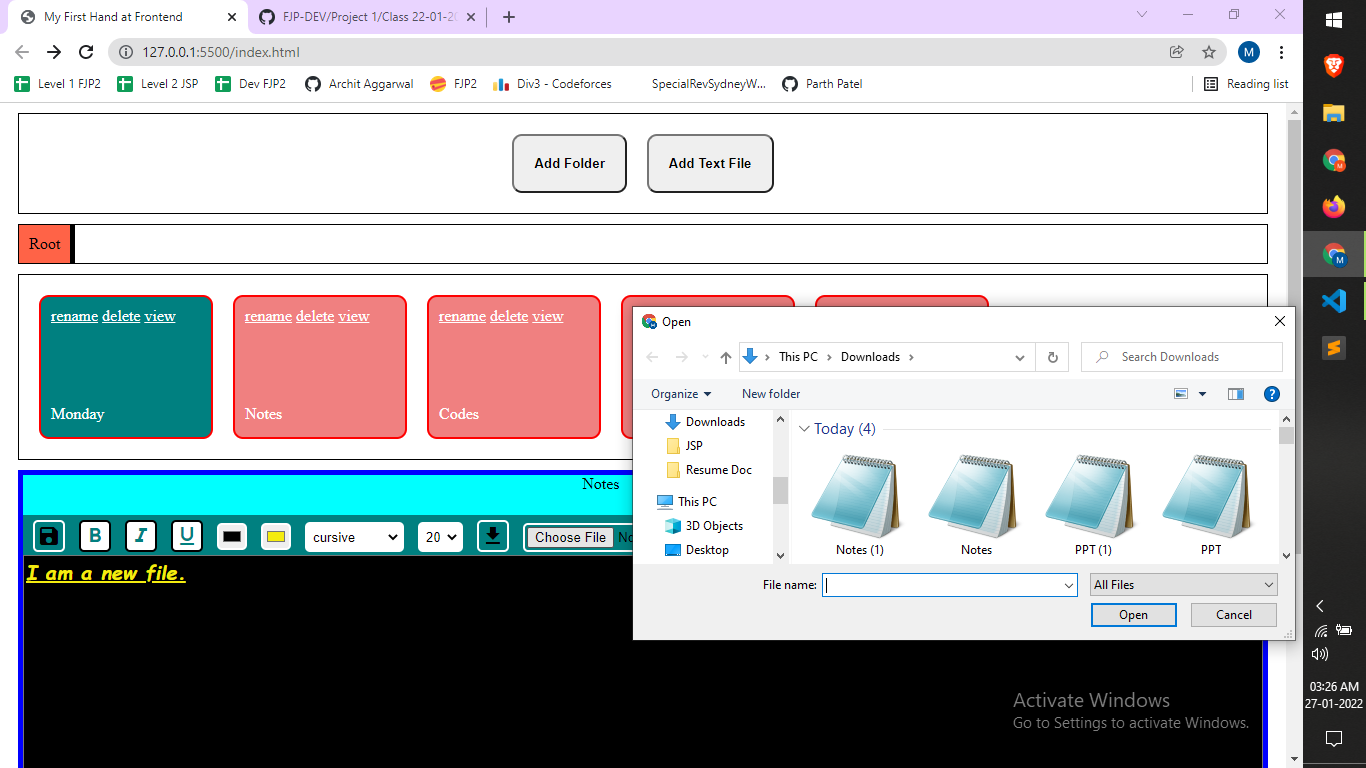 My First Hand at Frontend
FJP-DEV/Project 1/Class 22-01-20
127.0.0.1:5500/index.html
M
Level 1 FJP2
Level 2 JSP
Dev FJP2
Archit Aggarwal
FJP2
Div3 - Codeforces
SpecialRevSydneyW...
Parth Patel
Reading list
Add Folder
Add Text File
Root
rename delete view
Monday
rename delete view
Notes
rename delete view
Codes
Notes
B
I
U
cursive
20
Choose File
I am a new file.
Open
This PC
Downloads
Search Downloads
Organize
New folder
?
Downloads
JSP
Resume Doc
This PC
3D Objects
Desktop
Today (4)
Notes (1)
Notes
PPT (1)
PPT
File name:
All Files
Open
Cancel
Activate Windows
Go to Settings to activate Windows.
03:26 AM
27-01-2022